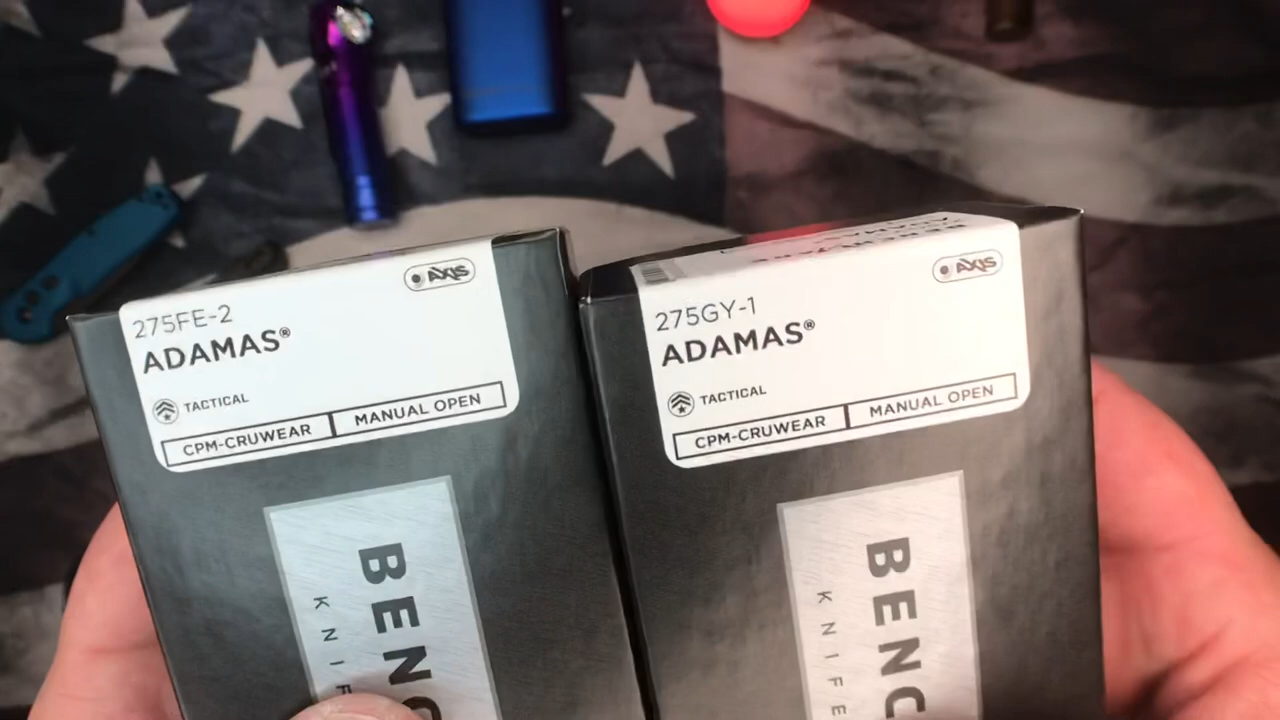 AXIS
275FE-2
ADAMAS®
TACTICAL
CPM-CRUWEAR
MANUAL OPEN
BENC
KNIF
AXIS
275GY-1
ADAMAS®
TACTICAL
CPM-CRUWEAR
MANUAL OPEN
BENC
KNIFE